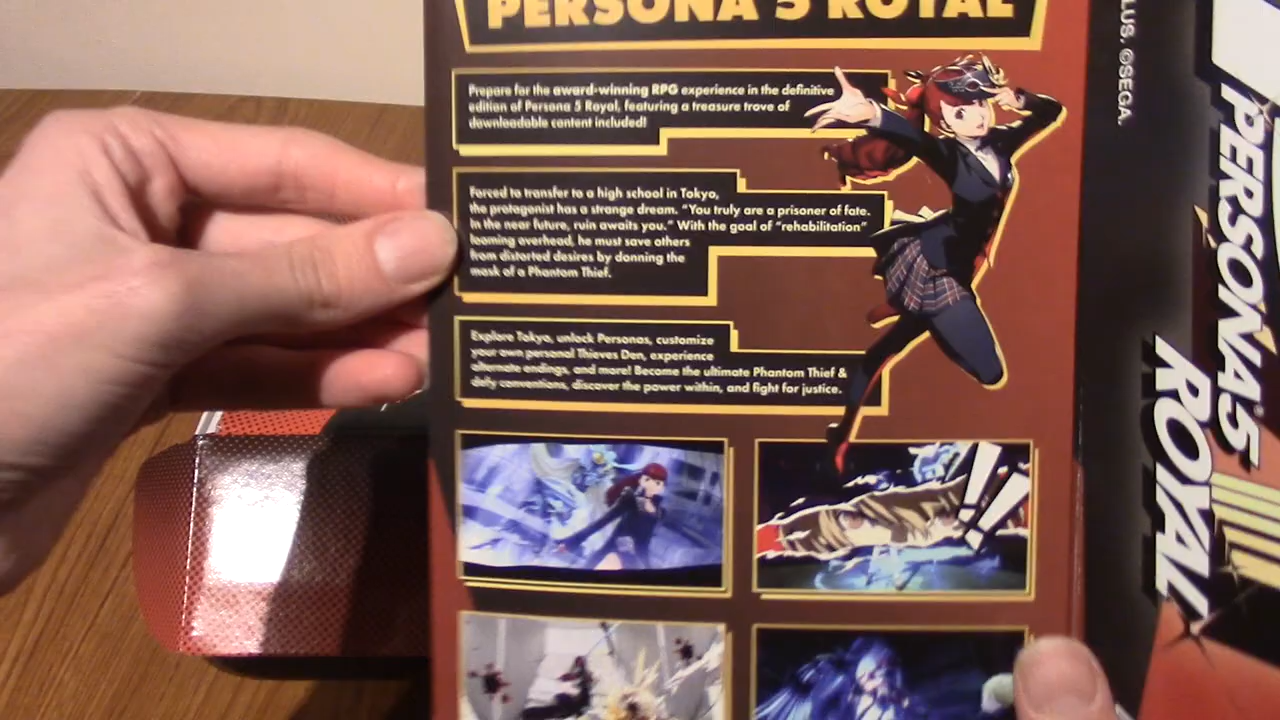 PERSONA 5 ROYAL
Prepare for the award-winning RPG experience in the definitive
edition of Persona 5 Royal, featuring a treasure trove of
downloadable content included!
Forced to transfer to a high school in Tokyo,
the protagonist has a strange dream. "You truly are a prisoner of fate.
In the near future, ruin awaits you." With the goal of "rehabilitation"
looming overhead, he must save others
from distorted desires by donning the
mask of a Phantom Thief.
Explore Tokyo, unlock Personas, customize
your own personal Thieves Den, experience
alternate endings, and more! Become the ultimate Phantom Thief &
defy conventions, discover the power within, and fight for justice.
!!
LUS. ©SEGA.
PERSONA5
ROYAL